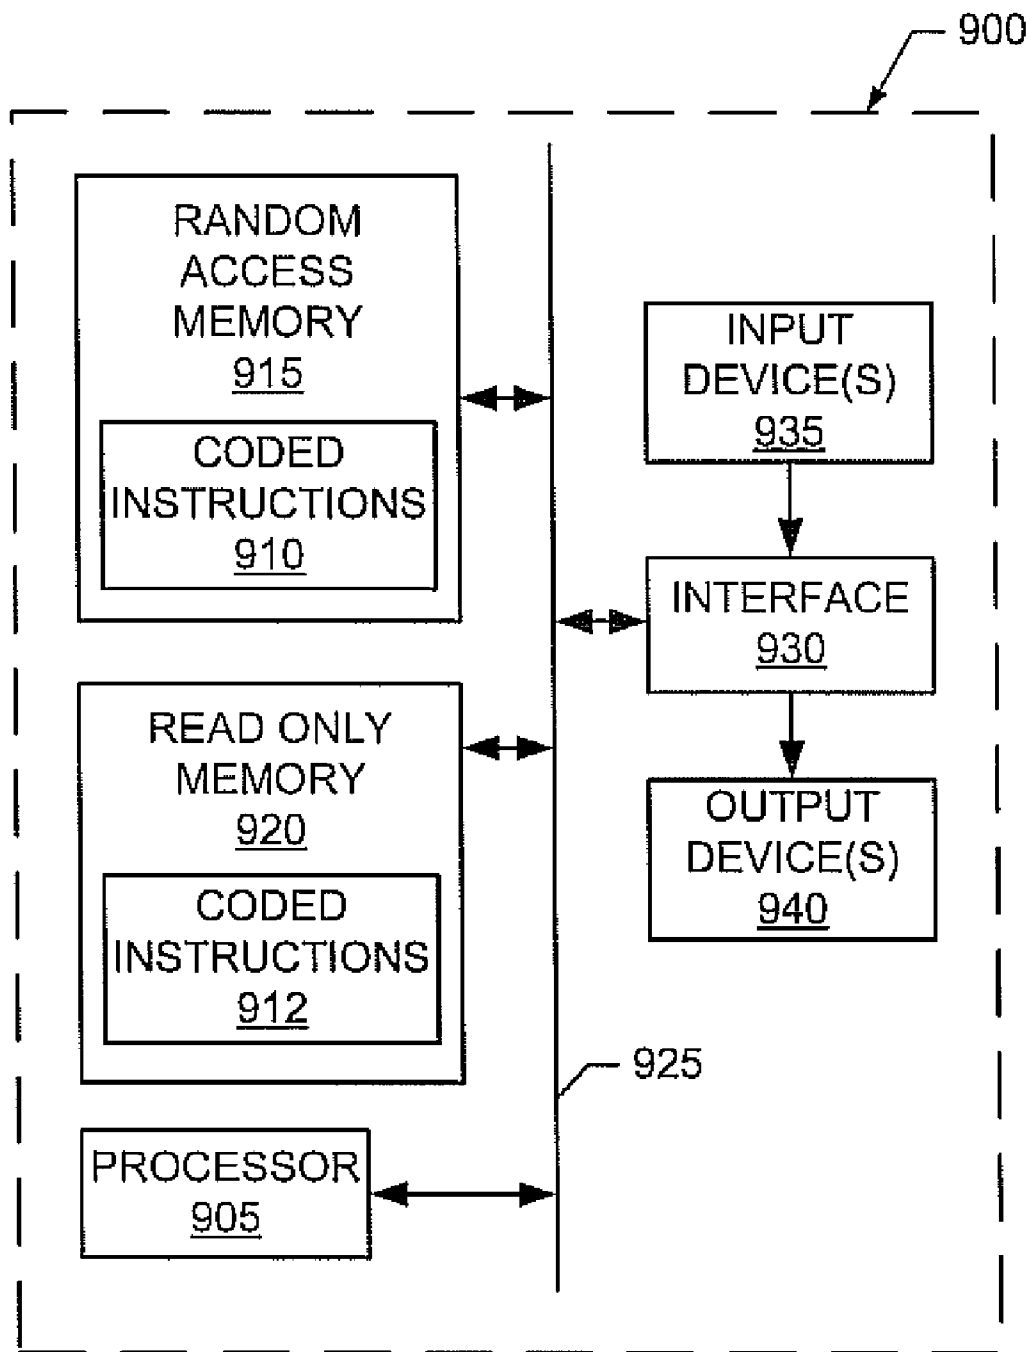 900
RANDOM
ACCESS
MEMORY
915
CODED
INSTRUCTIONS
910
READ ONLY
MEMORY
920
CODED
INSTRUCTIONS
912
PROCESSOR
905
INPUT
DEVICE(S)
935
INTERFACE
930
OUTPUT
DEVICE(S)
940
925